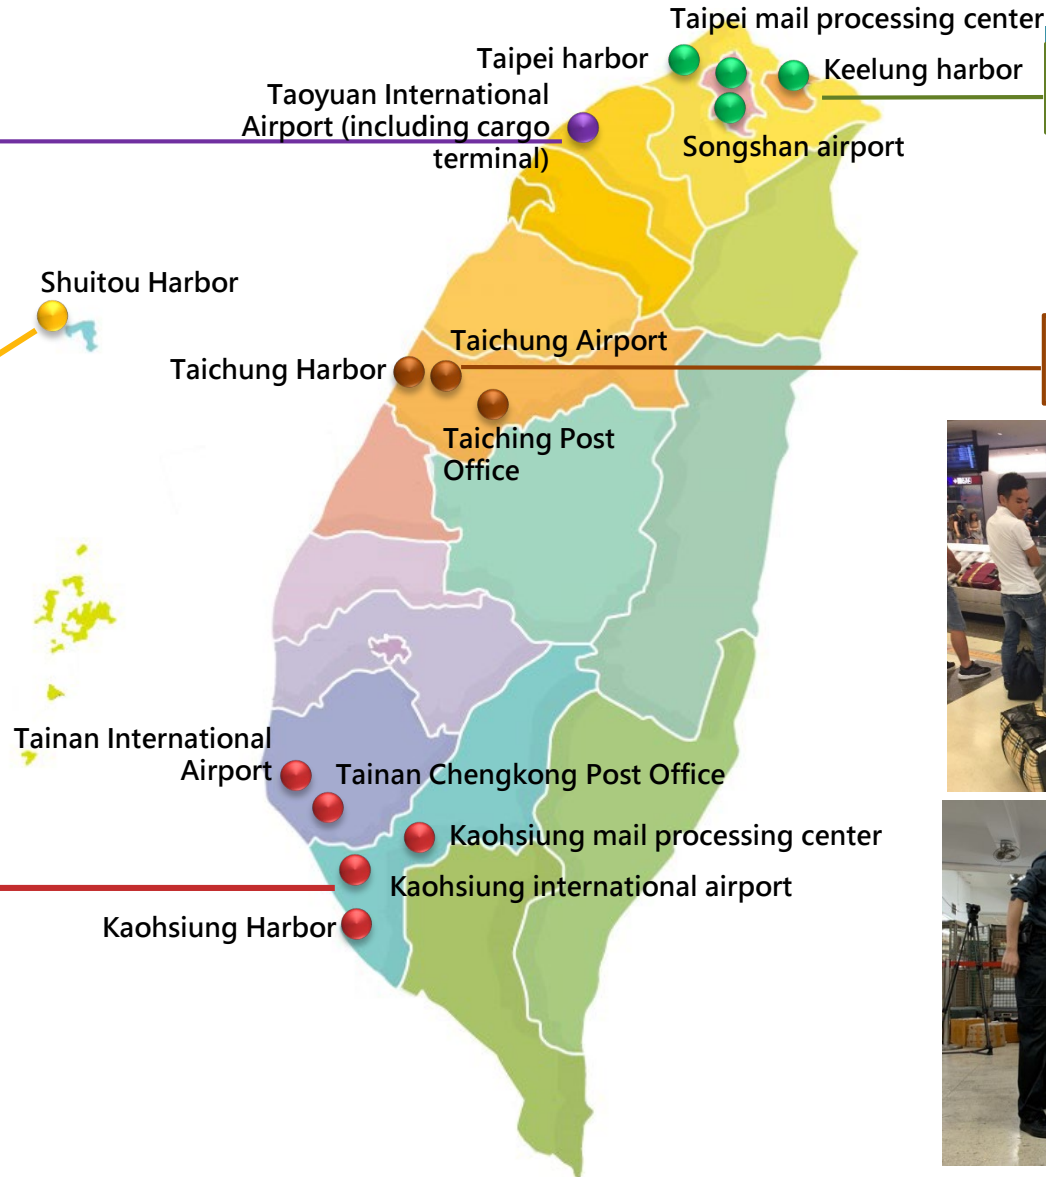 Taipei mail processing center
Taipei harbor
Keelung harbor
Taoyuan International
Airport (including cargo
terminal)
Songshan airport
Shuitou Harbor
Taichung Airport
Taichung Harbor
Taiching Post
Office
Tainan International
Airport
Tainan Chengkong Post Office
Kaohsiung mail processing center
Kaohsiung international airport
Kaohsiung Harbor